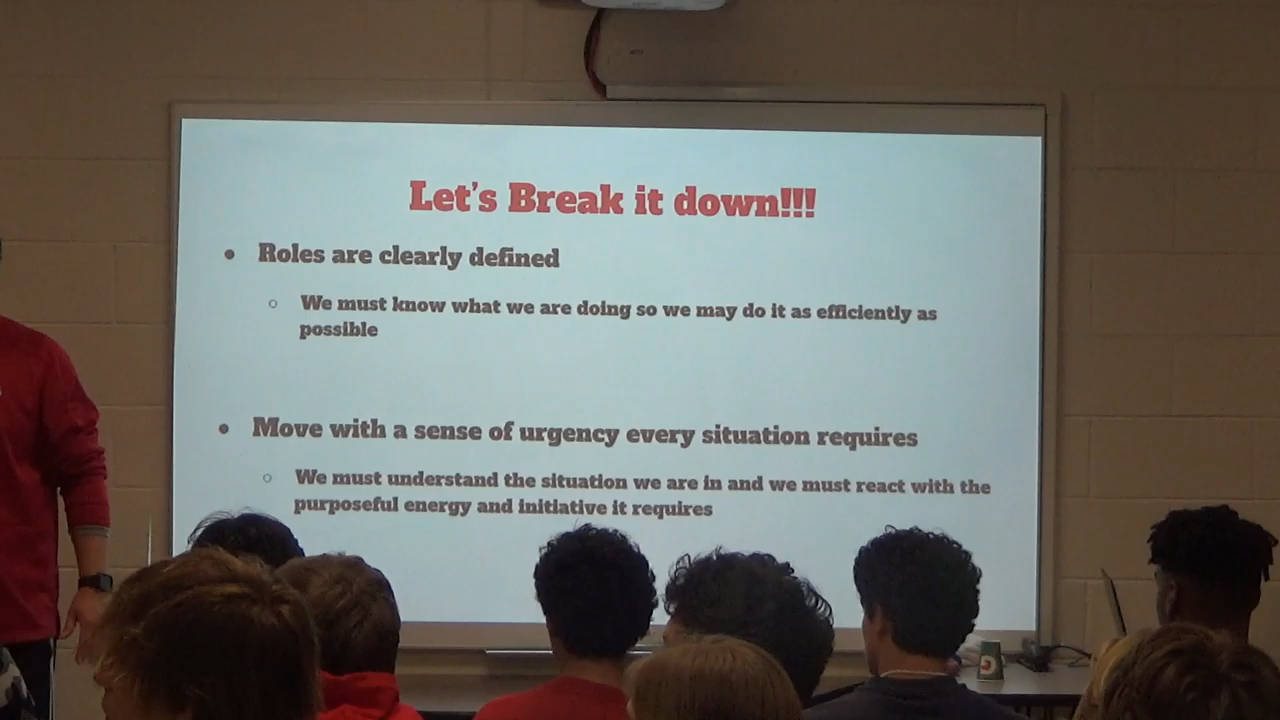 Let's Break it down!!!
● Roles are clearly defined
○ We must know what we are doing so we may do it as efficiently as
possible
● Move with a sense of urgency every situation requires
○ We must understand the situation we are in and we must react with the
purposeful energy and initiative it requires